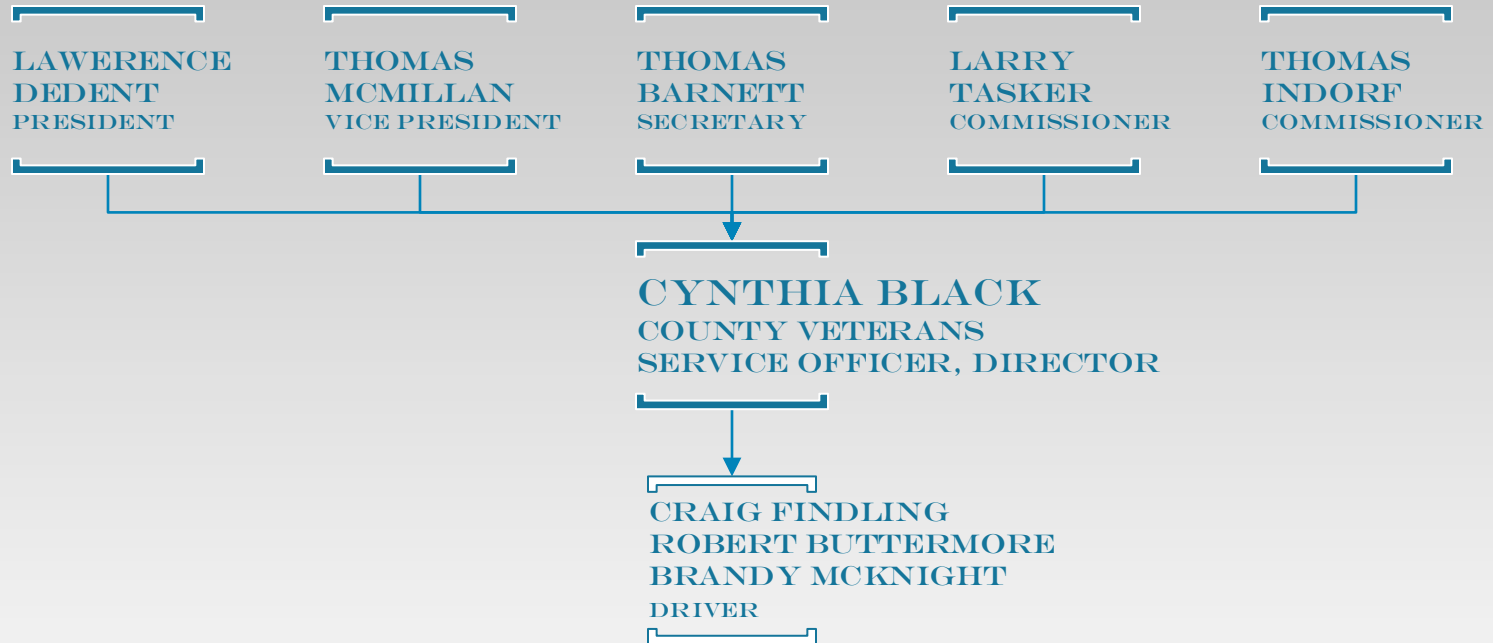 LAWERENCE
DEDENT
PRESIDENT
THOMAS
MCMILLAN
VICE PRESIDENT
THOMAS
BARNETT
SECRETARY
LARRY
TASKER
COMMISSIONER
THOMAS
INDORF
COMMISSIONER
CYNTHIA BLACK
COUNTY VETERANS
SERVICE OFFICER, DIRECTOR
CRAIG FINDLING
ROBERT BUTTERMORE
BRANDY MCKNIGHT
DRIVER